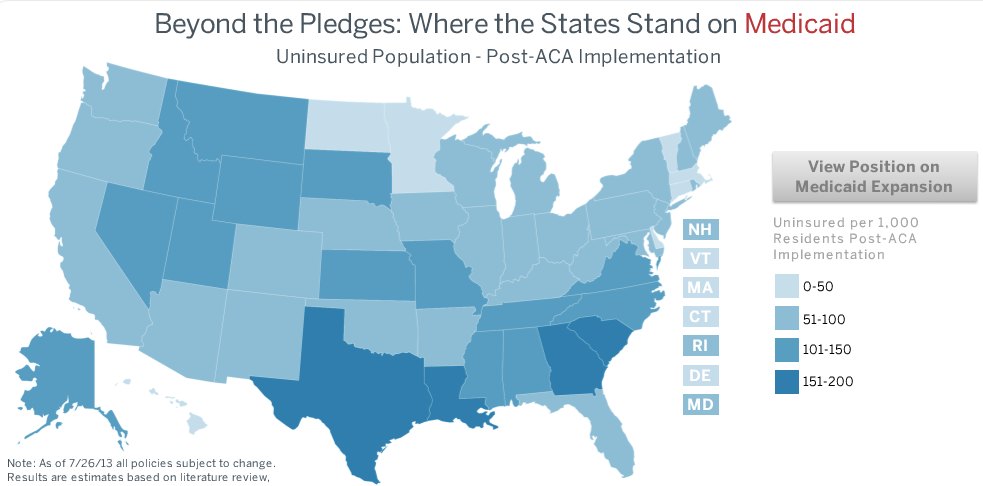 Beyond the Pledges: Where the States Stand on Medicaid
Uninsured Population - Post-ACA Implementation
View Position on
Medicaid Expansion
Uninsured per 1,000
Residents Post-ACA
Implementation
0-50
51-100
101-150
151-200
NH
VT
MA
CT
RI
DE
MD
Note: As of 7/26/13 all policies subject to change.
Results are estimates based on literature review,